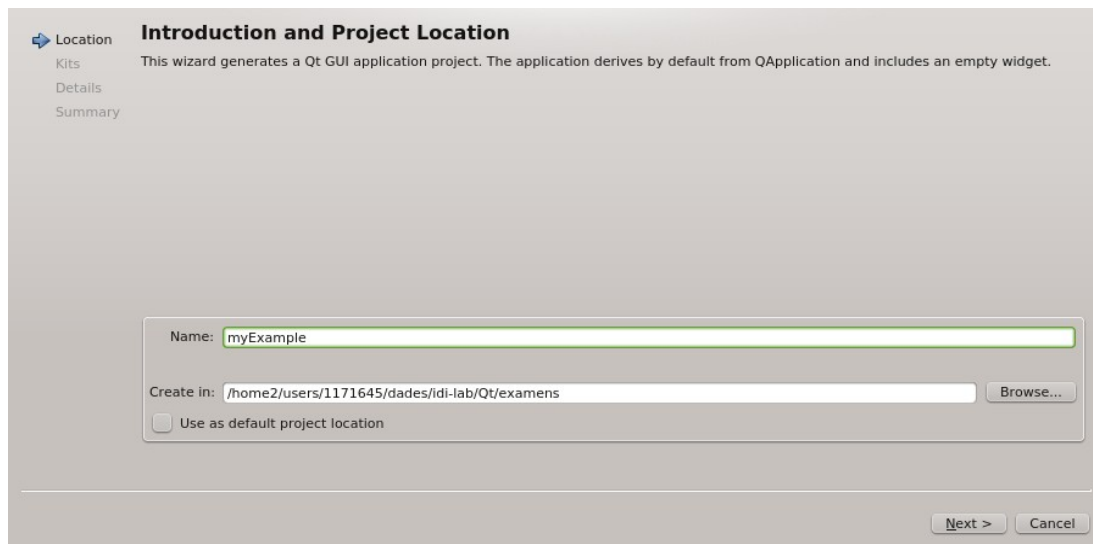 Location
Kits
Details
Summary
Introduction and Project Location
This wizard generates a Qt GUI application project. The application derives by default from QApplication and includes an empty widget.
Name: myExample
Create in: /home2/users/1171645/dades/idi-lab/Qt/examens Browse...
Use as default project location
Next > Cancel